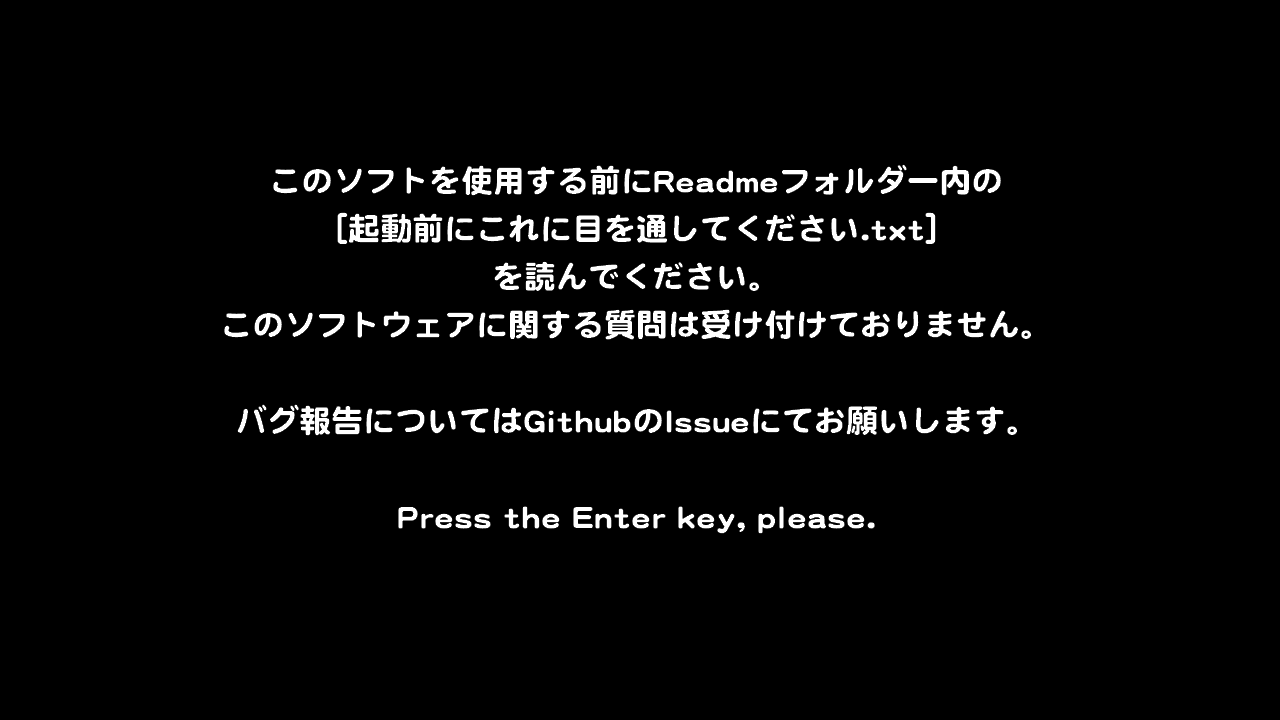 このソフトを使用する前にReadmeフォルダー内の
[起動前にこれに目を通してください.txt]
を読んでください。
このソフトウェアに関する質問は受け付けておりません。
バグ報告についてはGithubのIssueにてお願いします。
Press the Enter key, please.